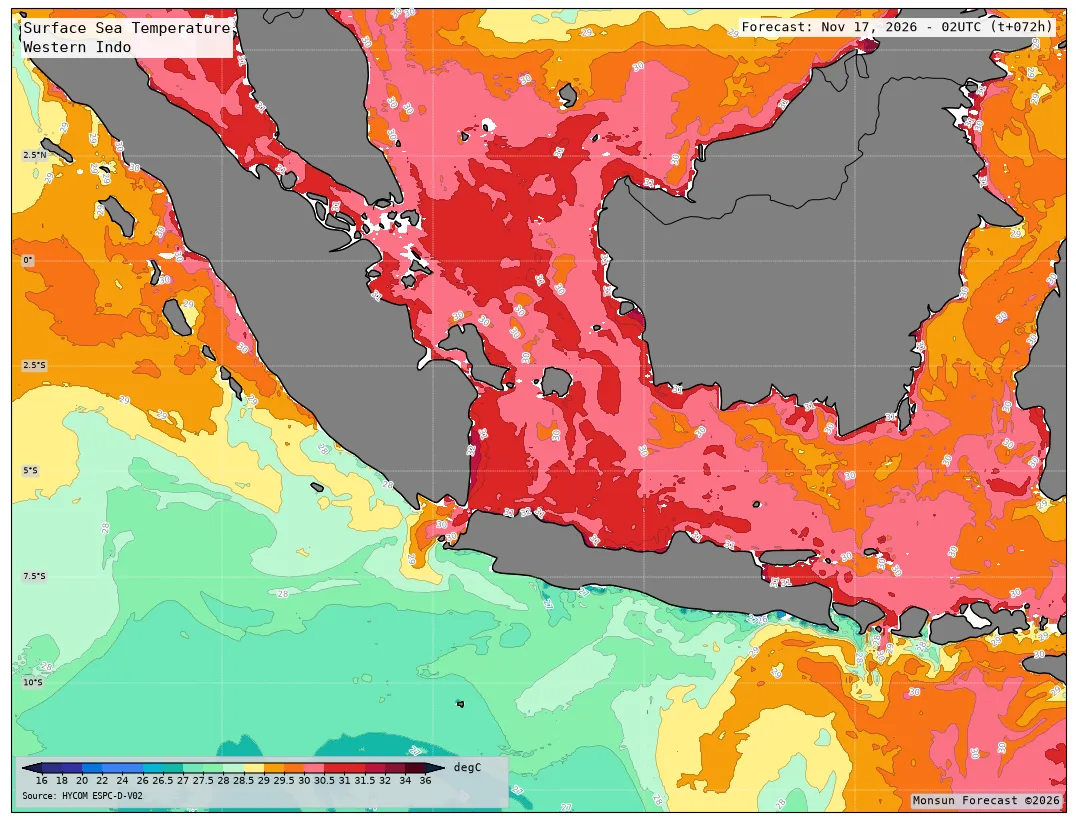 Surface Sea Temperature
Western Indo
Forecast: Nov 17, 2026 - 02UTC (t+072h)
2.5°N
0°
2.5°S
5°S
7.5°S
10°S
16 18 20 22 24 26 26.5 27 27.5 28 28.5 29 29.5 30 30.5 31 31.5 32 34 36 degC
Source: HYCOM ESPC-D-V02
Monsun Forecast ©2026